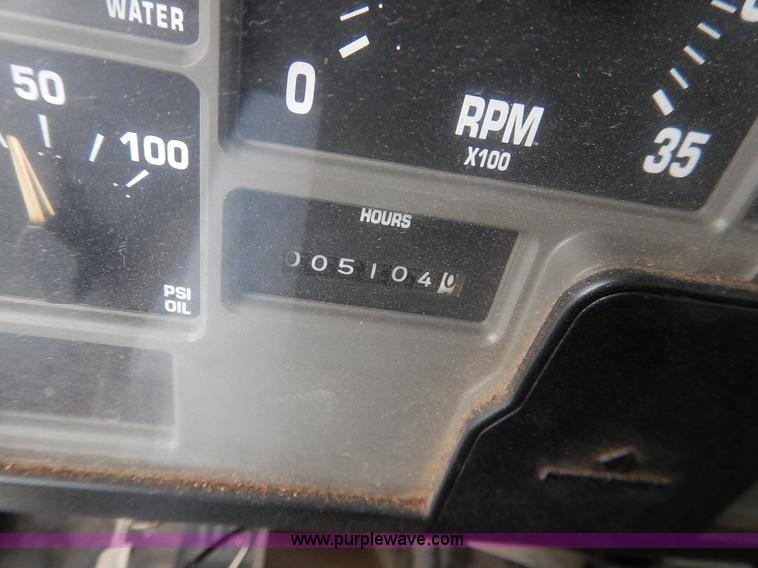 WATER
50
100
PSI
OIL
0
RPM
X100
35
HOURS
0051040
www.purplewave.com